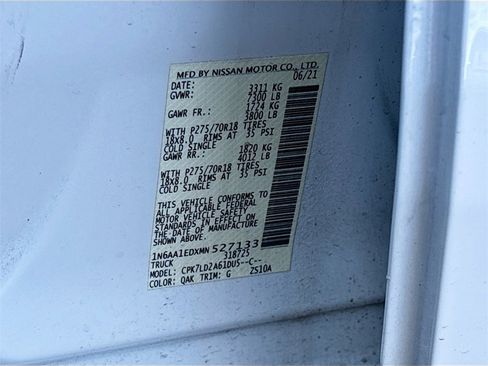 MFD BY NISSAN MOTOR CO., LTD.
DATE: 06/21
GVWR: 3311 KG
7300 LB
GAWR FR.: 1724 KG
3800 LB
WITH P275/70R18 TIRES
18X8.0 RIMS AT 35 PSI
COLD SINGLE
GAWR RR.: 1820 KG
4012 LB
WITH P275/70R18 TIRES
18X8.0 RIMS AT 35 PSI
COLD SINGLE
THIS VEHICLE CONFORMS TO
ALL APPLICABLE FEDERAL
MOTOR VEHICLE SAFETY
STANDARDS IN EFFECT ON
THE DATE OF MANUFACTURE
SHOWN ABOVE.
1N6AA1EDXMN527133
TRUCK 318725
MODEL: CPK7LD2A61DU5--C--
COLOR: QAK TRIM: G ZS10A